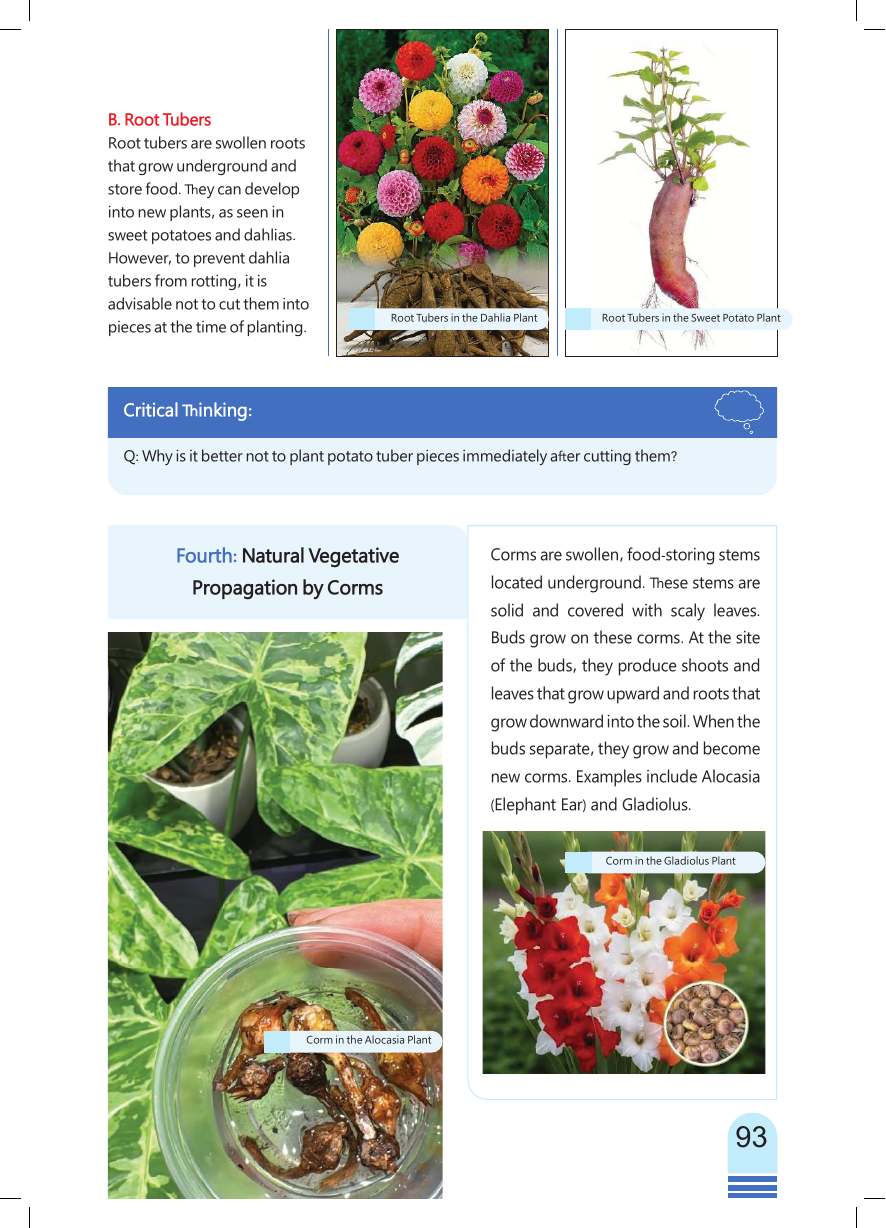 B. Root Tubers
Root tubers are swollen roots
that grow underground and
store food. They can develop
into new plants, as seen in
sweet potatoes and dahlias.
However, to prevent dahlia
tubers from rotting, it is
advisable not to cut them into
pieces at the time of planting.
Root Tubers in the Dahlia Plant
Root Tubers in the Sweet Potato Plant
Critical Thinking:
Q: Why is it better not to plant potato tuber pieces immediately after cutting them?
Fourth: Natural Vegetative
Propagation by Corms
Corms are swollen, food-storing stems
located underground. These stems are
solid and covered with scaly leaves.
Buds grow on these corms. At the site
of the buds, they produce shoots and
leaves that grow upward and roots that
grow downward into the soil. When the
buds separate, they grow and become
new corms. Examples include Alocasia
(Elephant Ear) and Gladiolus.
Corm in the Gladiolus Plant
Corm in the Alocasia Plant
93